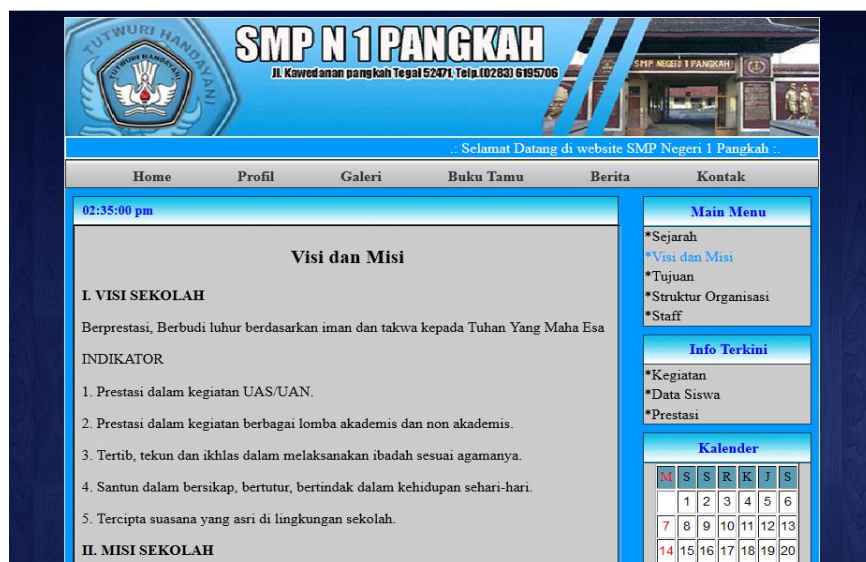 TUTWURI HANDAYANI
SMP N 1 PANGKAH
Jl. Kawedanan pangkah Tegal 52471, Telp.(0283) 6195706
SMP NEGERI 1 PANGKAH
.: Selamat Datang di website SMP Negeri 1 Pangkah :.
Home Profil Galeri Buku Tamu Berita Kontak
02:35:00 pm
Visi dan Misi
I. VISI SEKOLAH
Berprestasi, Berbudi luhur berdasarkan iman dan takwa kepada Tuhan Yang Maha Esa
INDIKATOR
1. Prestasi dalam kegiatan UAS/UAN.
2. Prestasi dalam kegiatan berbagai lomba akademis dan non akademis.
3. Tertib, tekun dan ikhlas dalam melaksanakan ibadah sesuai agamanya.
4. Santun dalam bersikap, bertutur, bertindak dalam kehidupan sehari-hari.
5. Tercipta suasana yang asri di lingkungan sekolah.
II. MISI SEKOLAH
Main Menu
*Sejarah
*Visi dan Misi
*Tujuan
*Struktur Organisasi
*Staff
Info Terkini
*Kegiatan
*Data Siswa
*Prestasi
Kalender
M S S R K J S
1 2 3 4 5 6
7 8 9 10 11 12 13
14 15 16 17 18 19 20